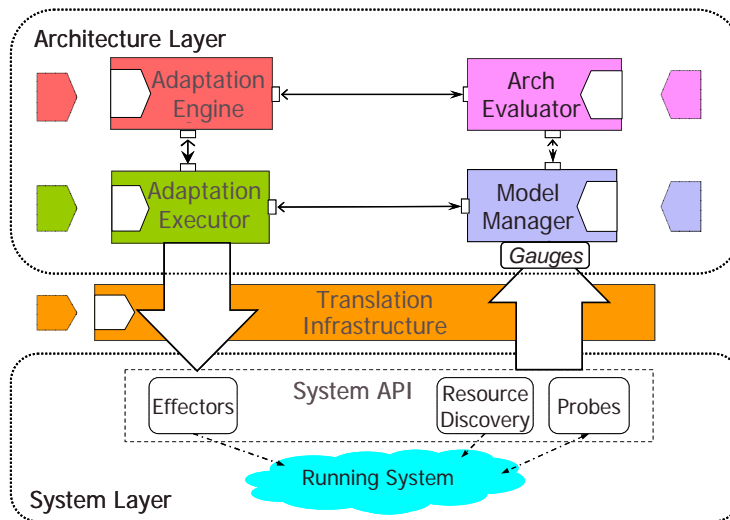 Architecture Layer
Adaptation
Engine
Arch
Evaluator
Adaptation
Executor
Model
Manager
Gauges
Translation
Infrastructure
System API
Effectors
Resource
Discovery
Probes
Running System
System Layer